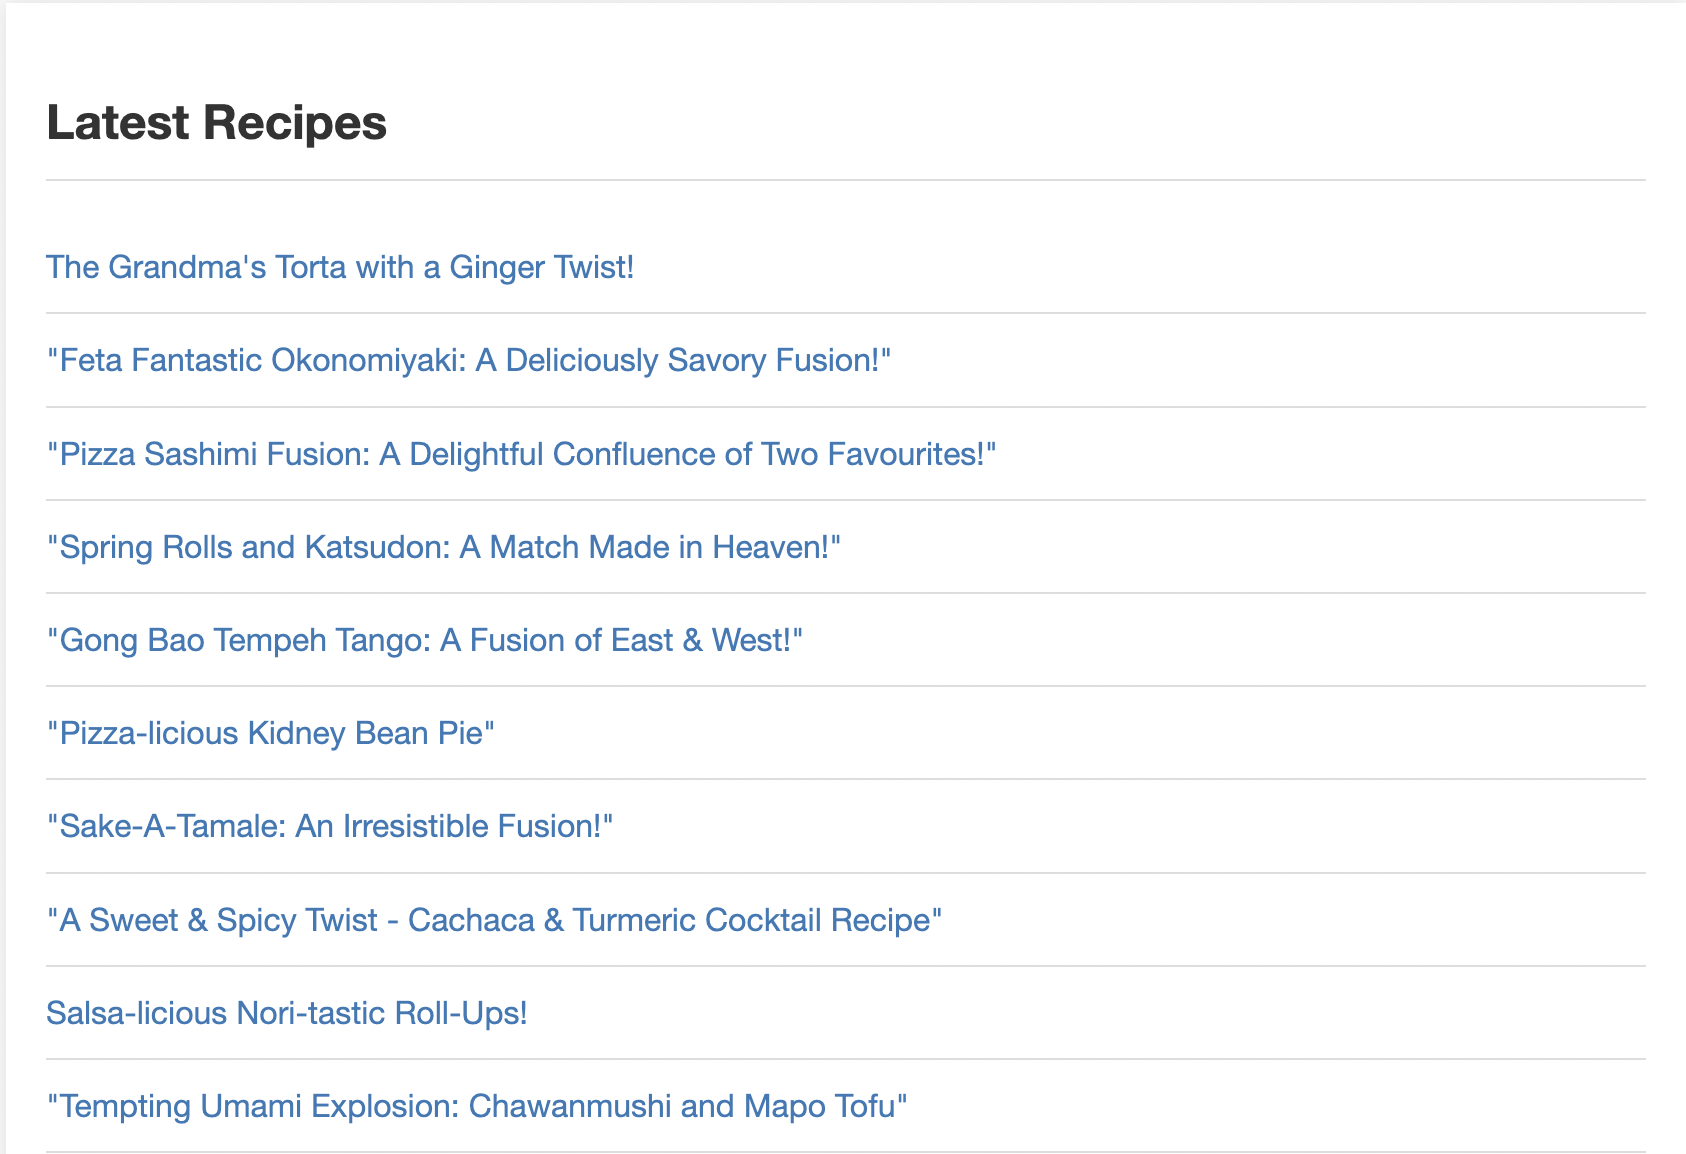 Latest Recipes
The Grandma's Torta with a Ginger Twist!
"Feta Fantastic Okonomiyaki: A Deliciously Savory Fusion!"
"Pizza Sashimi Fusion: A Delightful Confluence of Two Favourites!"
"Spring Rolls and Katsudon: A Match Made in Heaven!"
"Gong Bao Tempeh Tango: A Fusion of East & West!"
"Pizza-licious Kidney Bean Pie"
"Sake-A-Tamale: An Irresistible Fusion!"
"A Sweet & Spicy Twist - Cachaca & Turmeric Cocktail Recipe"
Salsa-licious Nori-tastic Roll-Ups!
"Tempting Umami Explosion: Chawanmushi and Mapo Tofu"